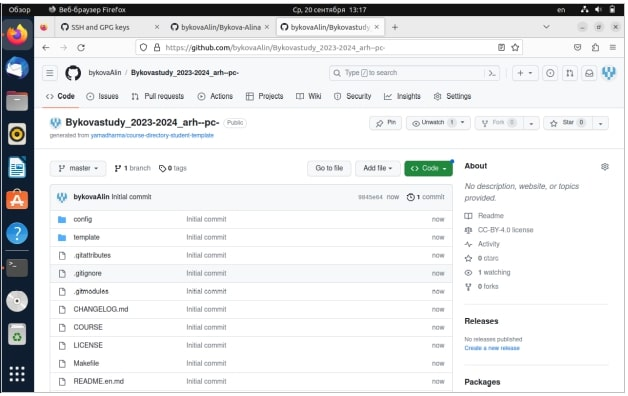 Обзор Веб-браузер Firefox Ср, 20 сентября 13:17 en
SSH and GPG keys × bykovaAlin/Bykova-Alina × bykovaAlin/Bykovastudy_ × +
https://github.com/bykovaAlin/Bykovastudy_2023-2024_arh--pc-
bykovaAlin / Bykovastudy_2023-2024_arh--pc- Type / to search
<> Code Issues Pull requests Actions Projects Wiki Security Insights Settings
Bykovastudy_2023-2024_arh--pc- Public Pin Unwatch 1 Fork 0 Star 0
generated from yamadharma/course-directory-student-template
master 1 branch 0 tags Go to file Add file <> Code
About
No description, website, or topics
provided.
bykovaAlin Initial commit now 1 commit
config Initial commit now
template Initial commit now
.gitattributes Initial commit now
.gitignore Initial commit now
.gitmodules Initial commit now
CHANGELOG.md Initial commit now
COURSE Initial commit now
LICENSE Initial commit now
Makefile Initial commit now
README.en.md Initial commit now
Readme
CC-BY-4.0 license
Activity
0 stars
1 watching
0 forks
Releases
No releases published
Create a new release
Packages